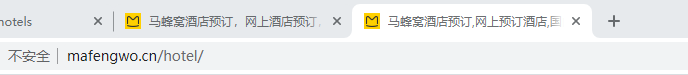 hotels
马蜂窝酒店预订，网上酒店预订，
马蜂窝酒店预订,网上预订酒店,国
不安全
mafengwo.cn/hotel/